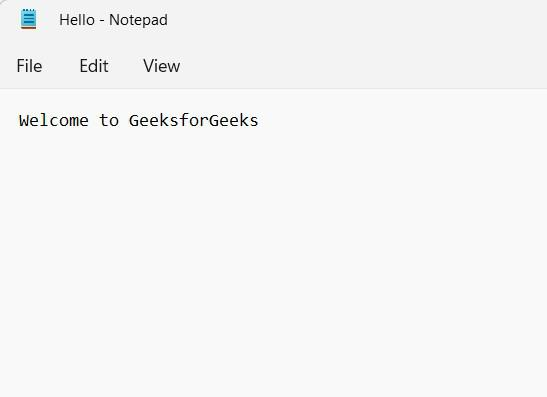 Hello - Notepad
File Edit View
Welcome to GeeksforGeeks